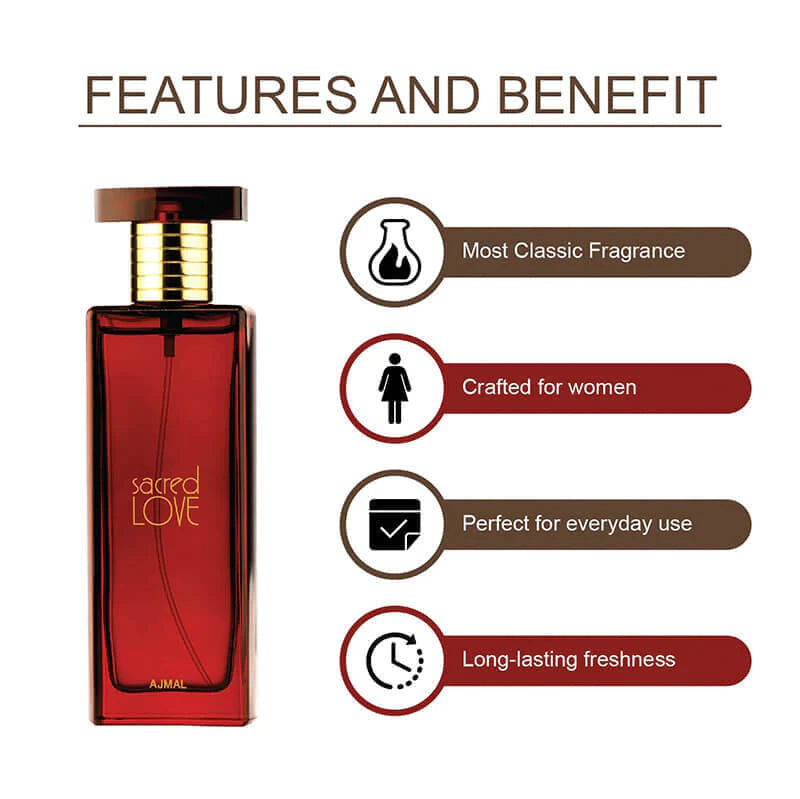 FEATURES AND BENEFIT
Most Classic Fragrance
Crafted for women
Perfect for everyday use
Long-lasting freshness
sacred
LOVE
AJMAL